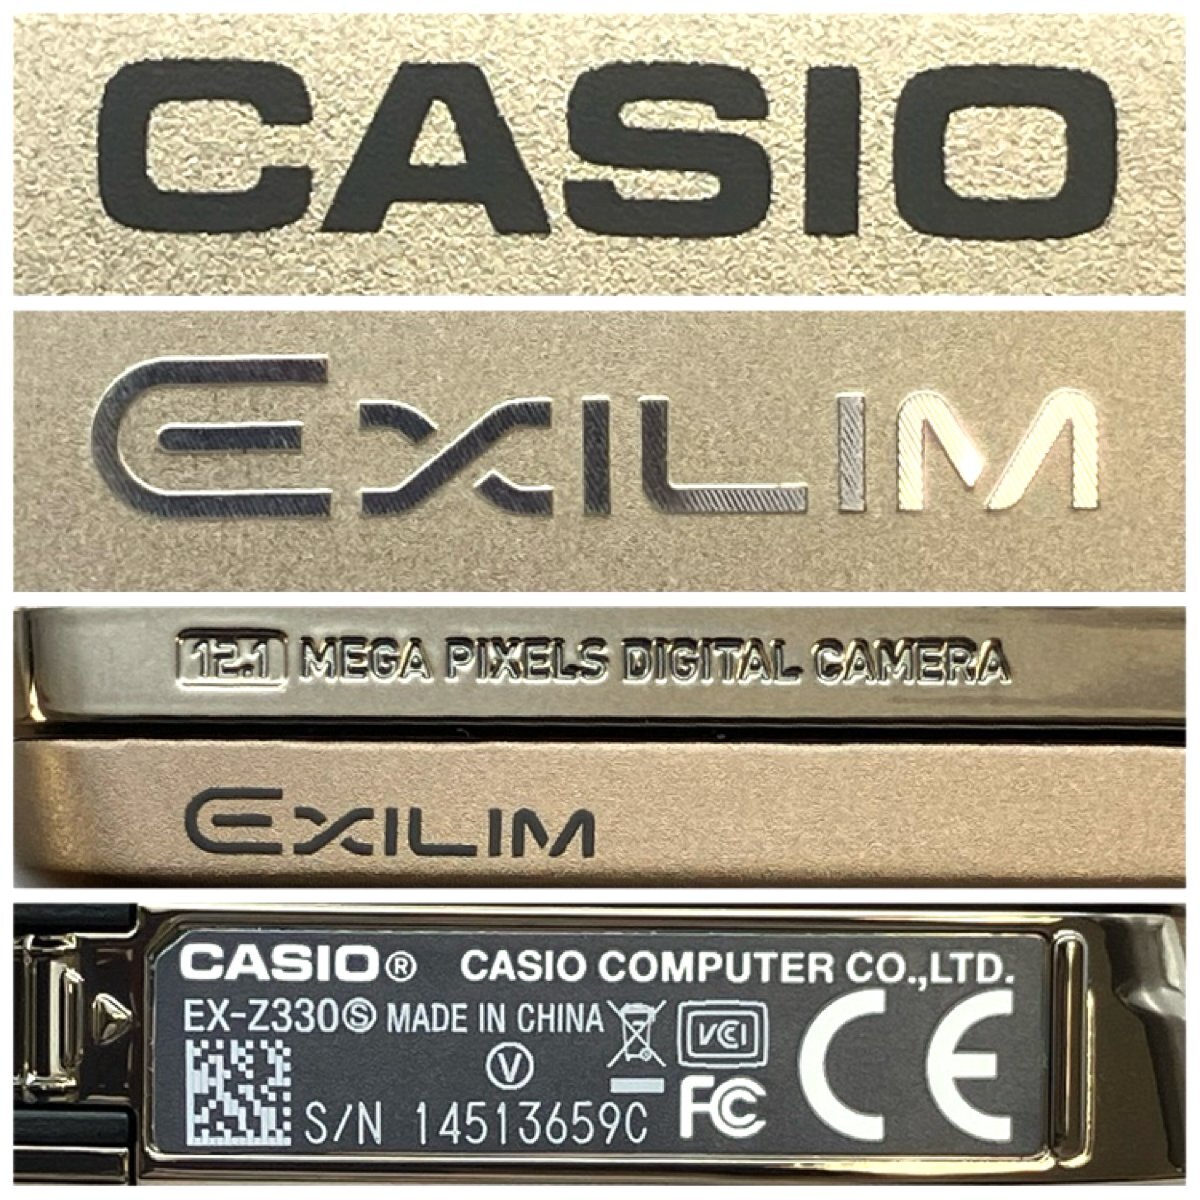 CASIO
EXILIM
12.1 MEGA PIXELS DIGITAL CAMERA
EXILIM
CASIO® CASIO COMPUTER CO.,LTD.
EX-Z330Ⓢ MADE IN CHINA VCI CE
Ⓥ
S/N 14513659C FC